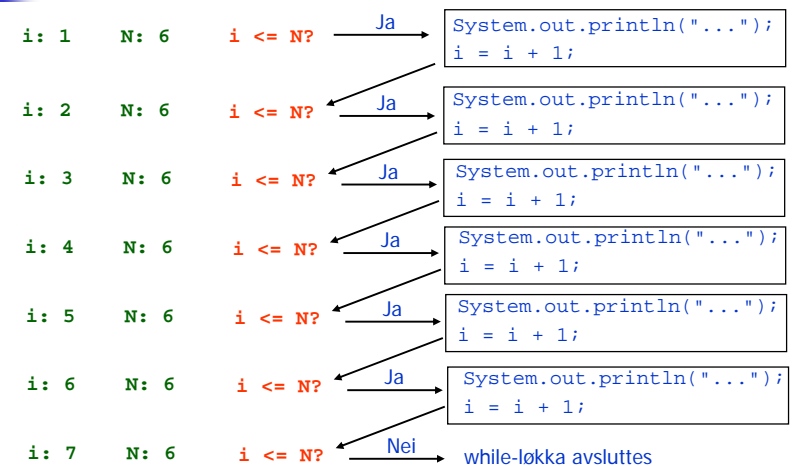 i: 1 N: 6 i <= N? Ja System.out.println("...");
i = i + 1;
i: 2 N: 6 i <= N? Ja System.out.println("...");
i = i + 1;
i: 3 N: 6 i <= N? Ja System.out.println("...");
i = i + 1;
i: 4 N: 6 i <= N? Ja System.out.println("...");
i = i + 1;
i: 5 N: 6 i <= N? Ja System.out.println("...");
i = i + 1;
i: 6 N: 6 i <= N? Ja System.out.println("...");
i = i + 1;
i: 7 N: 6 i <= N? Nei while-løkka avsluttes